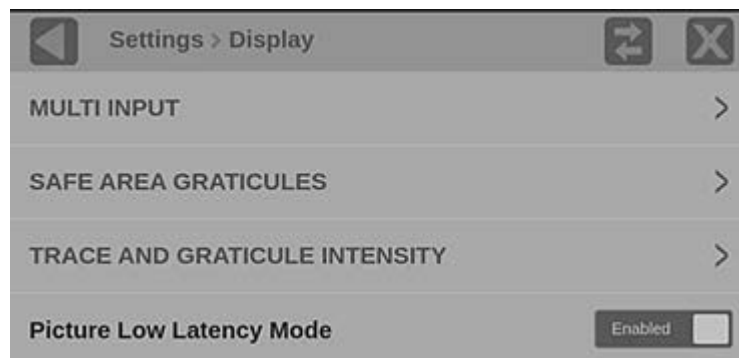 Settings > Display
MULTI INPUT
SAFE AREA GRATICULES
TRACE AND GRATICULE INTENSITY
Picture Low Latency Mode Enabled